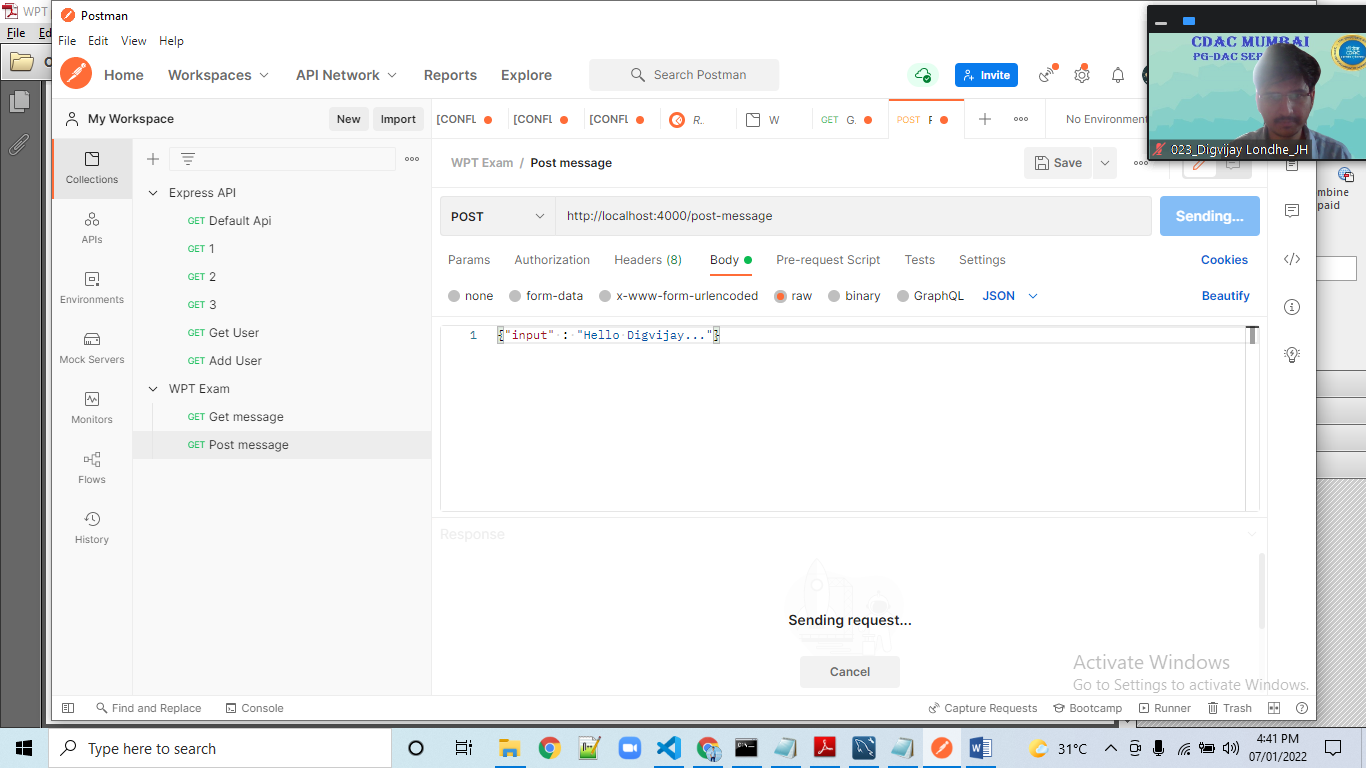 WPT
Postman
File
Ed
File Edit View Help
Home Workspaces API Network Reports Explore Search Postman Invite
CDAC MUMBAI
023_Digvijay Londhe_JH
My Workspace New Import
[CONFL [CONFL [CONFL R. W GET G. POST No Environment
WPT Exam / Post message Save
Collections
APIs
Environments
Mock Servers
Monitors
Flows
History
Express API
GET Default Api
GET 1
GET 2
GET 3
GET Get User
GET Add User
WPT Exam
GET Get message
GET Post message
POST http://localhost:4000/post-message Sending...
Params Authorization Headers (8) Body Pre-request Script Tests Settings Cookies
none form-data x-www-form-urlencoded raw binary GraphQL JSON Beautify
1 {"input" : "Hello Digvijay..."}
Response
Sending request...
Cancel
mbine
paid
Activate Windows
Go to Settings to activate Windows.
Find and Replace Console Capture Requests Bootcamp Runner Trash
Type here to search
31°C
4:41 PM
07/01/2022